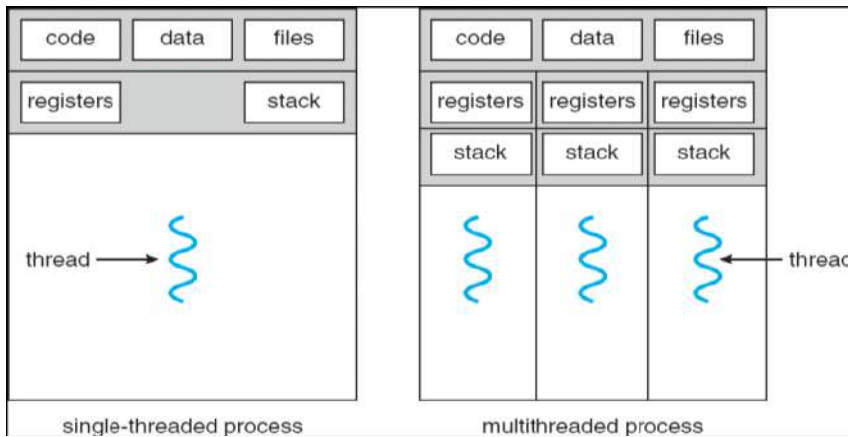 code data files
registers stack
thread
single-threaded process
code data files
registers registers registers
stack stack stack
thread
multithreaded process